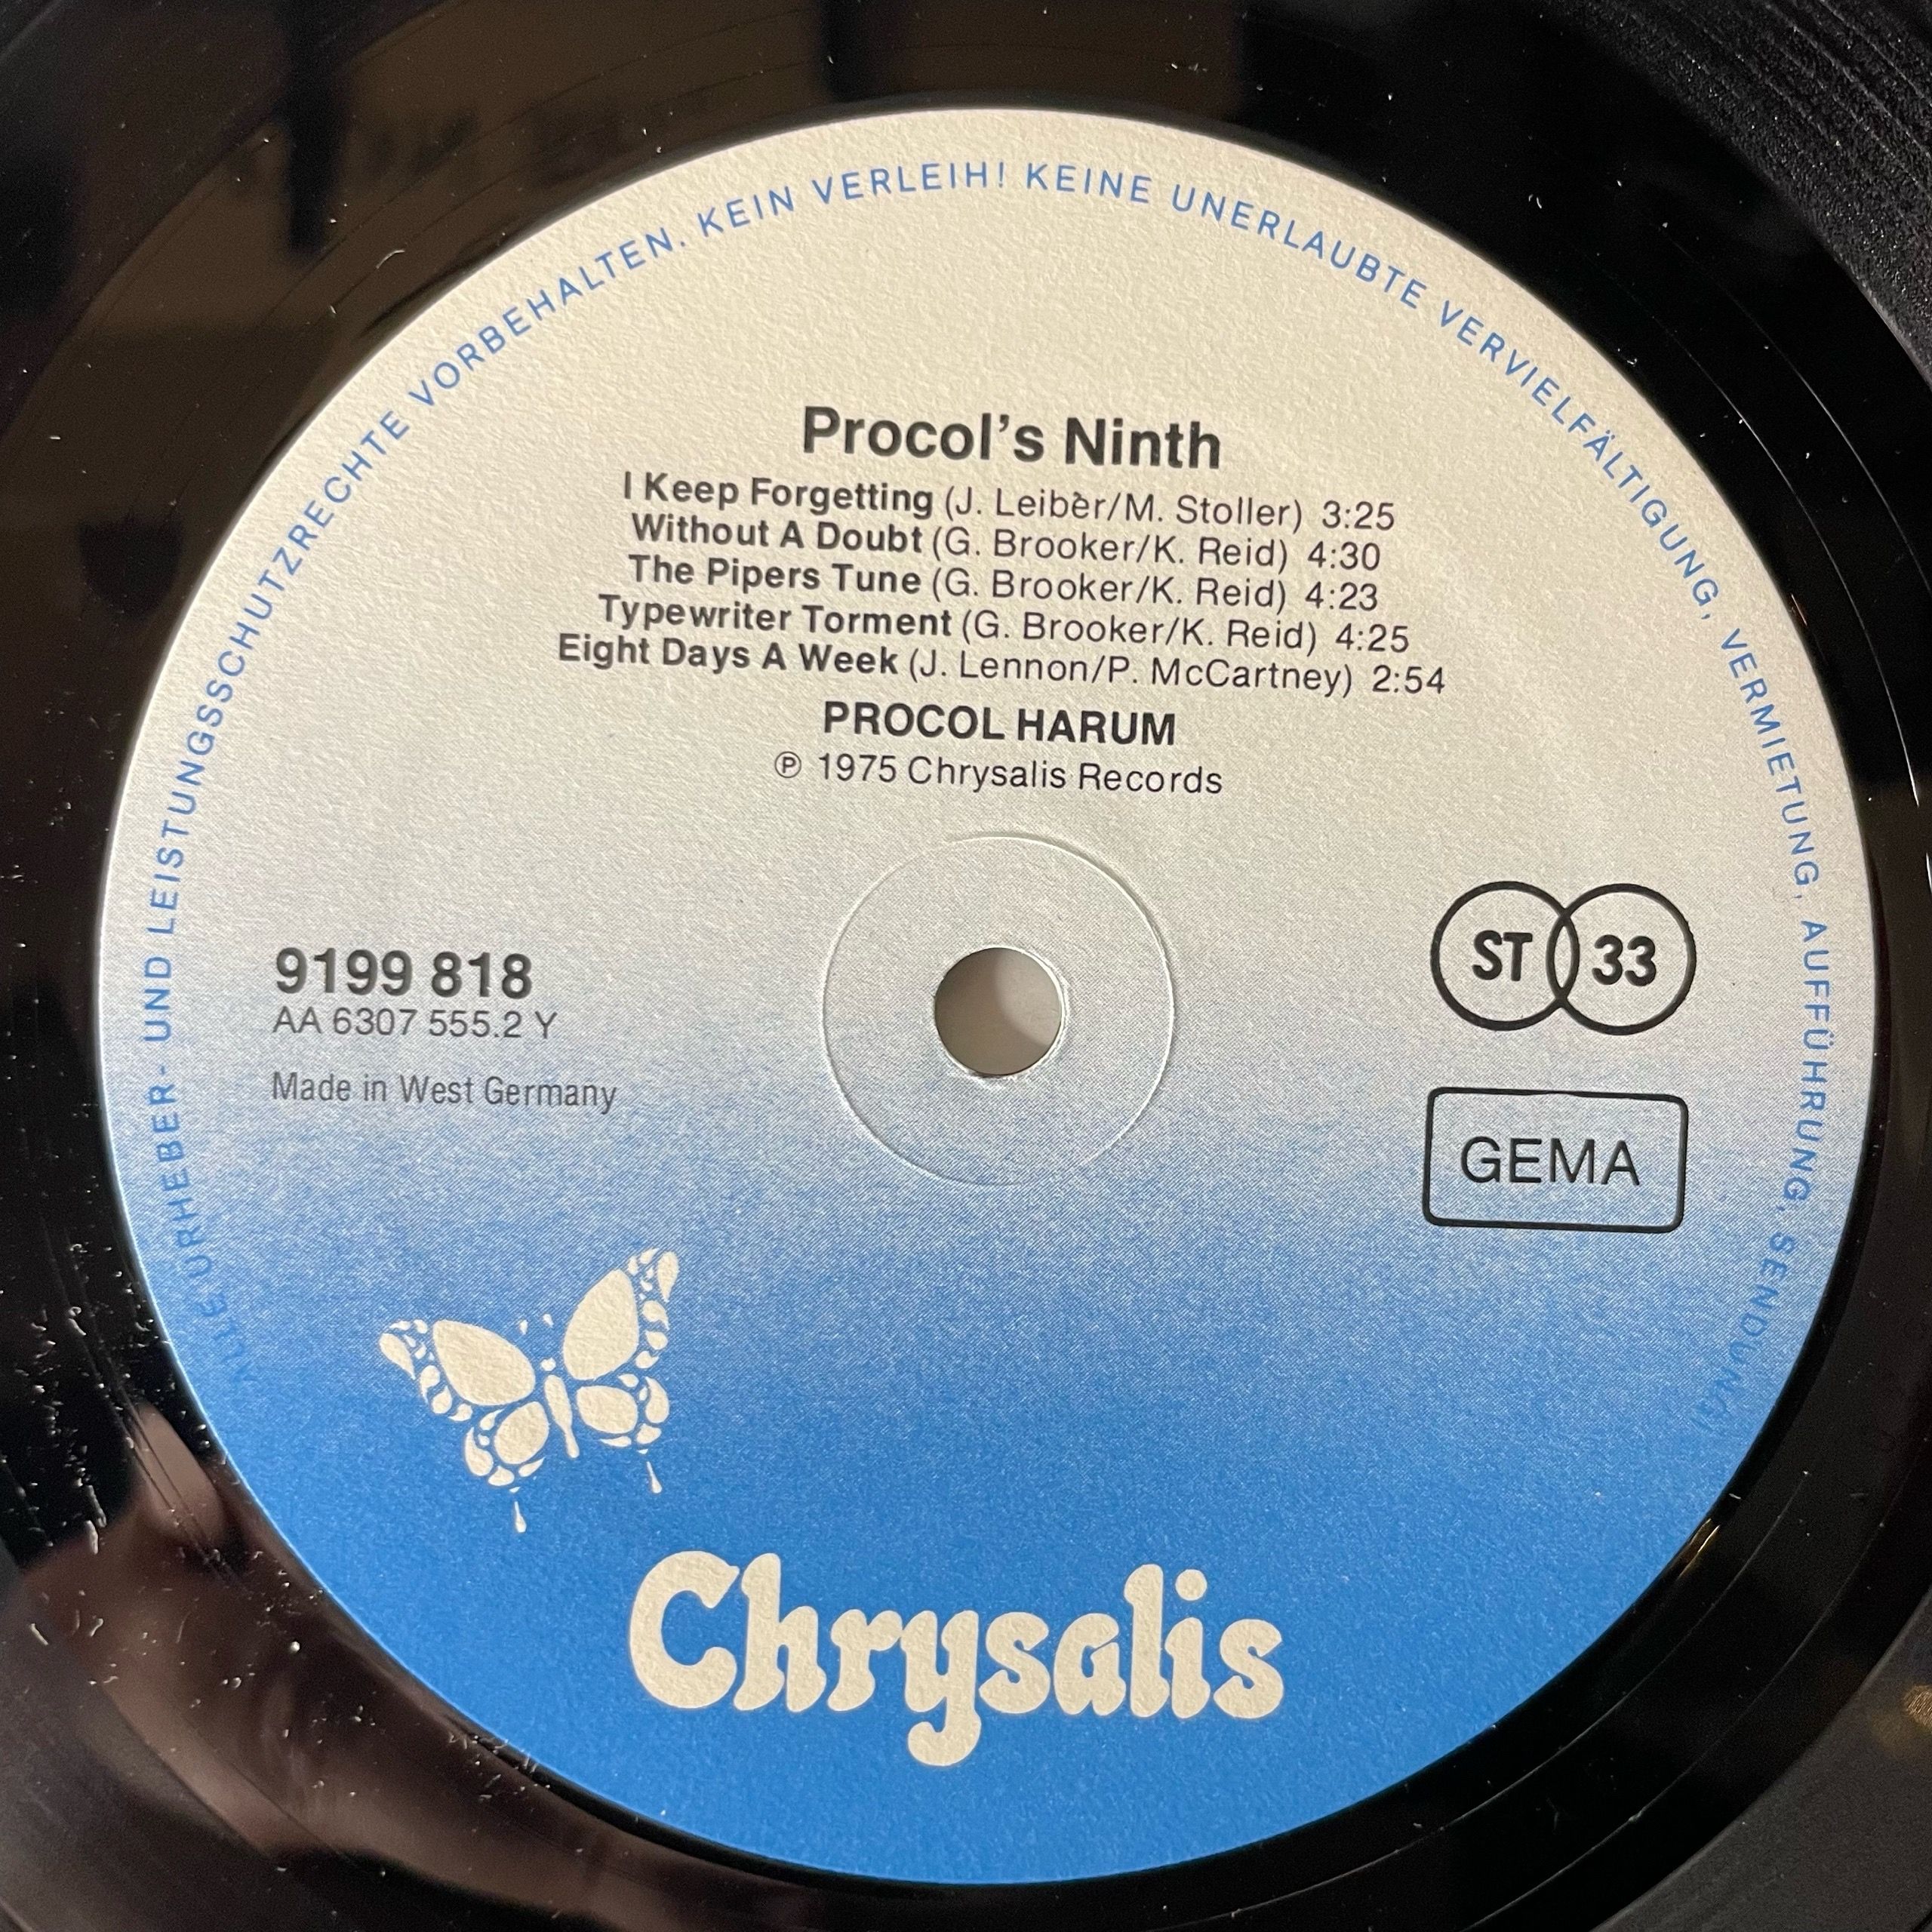 ALLE URHEBER- UND LEISTUNGSSCHUTZRECHTE VORBEHALTEN. KEIN VERLEIH! KEINE UNERLAUBTE VERVIELFÄLTIGUNG, VERMIETUNG, AUFFÜHRUNG, SENDUNG!
Procol's Ninth
I Keep Forgetting (J. Leiber/M. Stoller) 3:25
Without A Doubt (G. Brooker/K. Reid) 4:30
The Pipers Tune (G. Brooker/K. Reid) 4:23
Typewriter Torment (G. Brooker/K. Reid) 4:25
Eight Days A Week (J. Lennon/P. McCartney) 2:54
PROCOL HARUM
℗ 1975 Chrysalis Records
9199 818
AA 6307 555.2 Y
Made in West Germany
ST 33
GEMA
Chrysalis